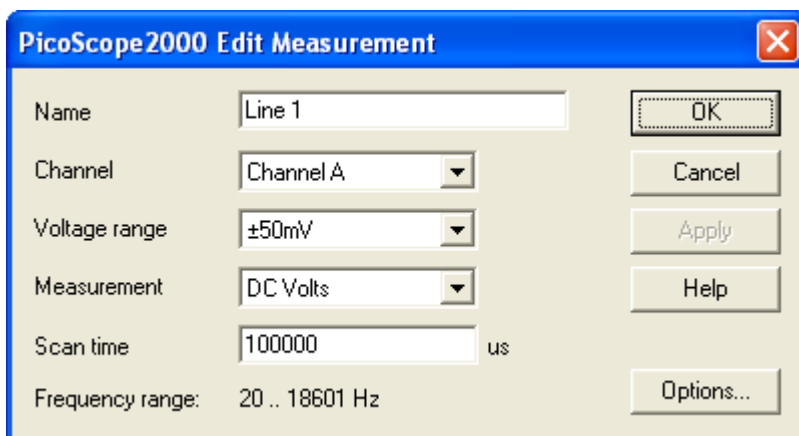 PicoScope2000 Edit Measurement
Name Line 1 OK
Channel Channel A Cancel
Voltage range ±50mV Apply
Measurement DC Volts Help
Scan time 100000 us
Frequency range: 20 .. 18601 Hz Options...